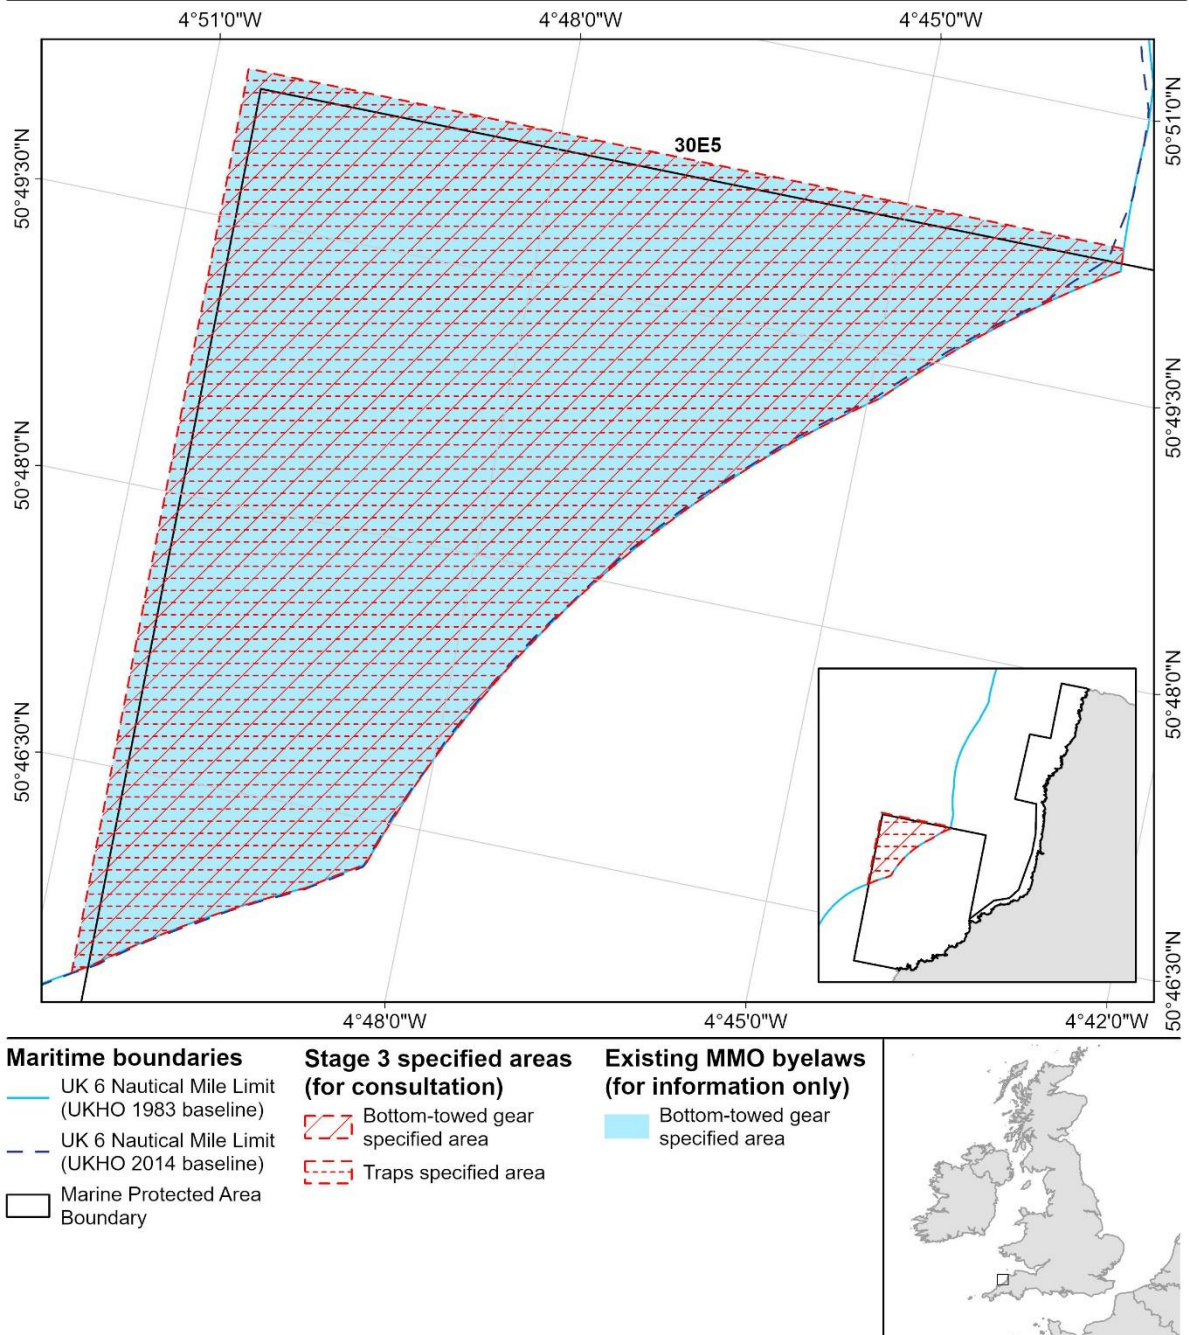 4°51'0"W
4°48'0"W
4°45'0"W
50°49'30"N
50°48'0"N
50°46'30"N
30E5
50°51'0"N
50°49'30"N
50°48'0"N
50°46'30"N
4°48'0"W
4°45'0"W
4°42'0"W
Maritime boundaries
UK 6 Nautical Mile Limit
(UKHO 1983 baseline)
UK 6 Nautical Mile Limit
(UKHO 2014 baseline)
Marine Protected Area
Boundary
Stage 3 specified areas
(for consultation)
Bottom-towed gear
specified area
Traps specified area
Existing MMO byelaws
(for information only)
Bottom-towed gear
specified area